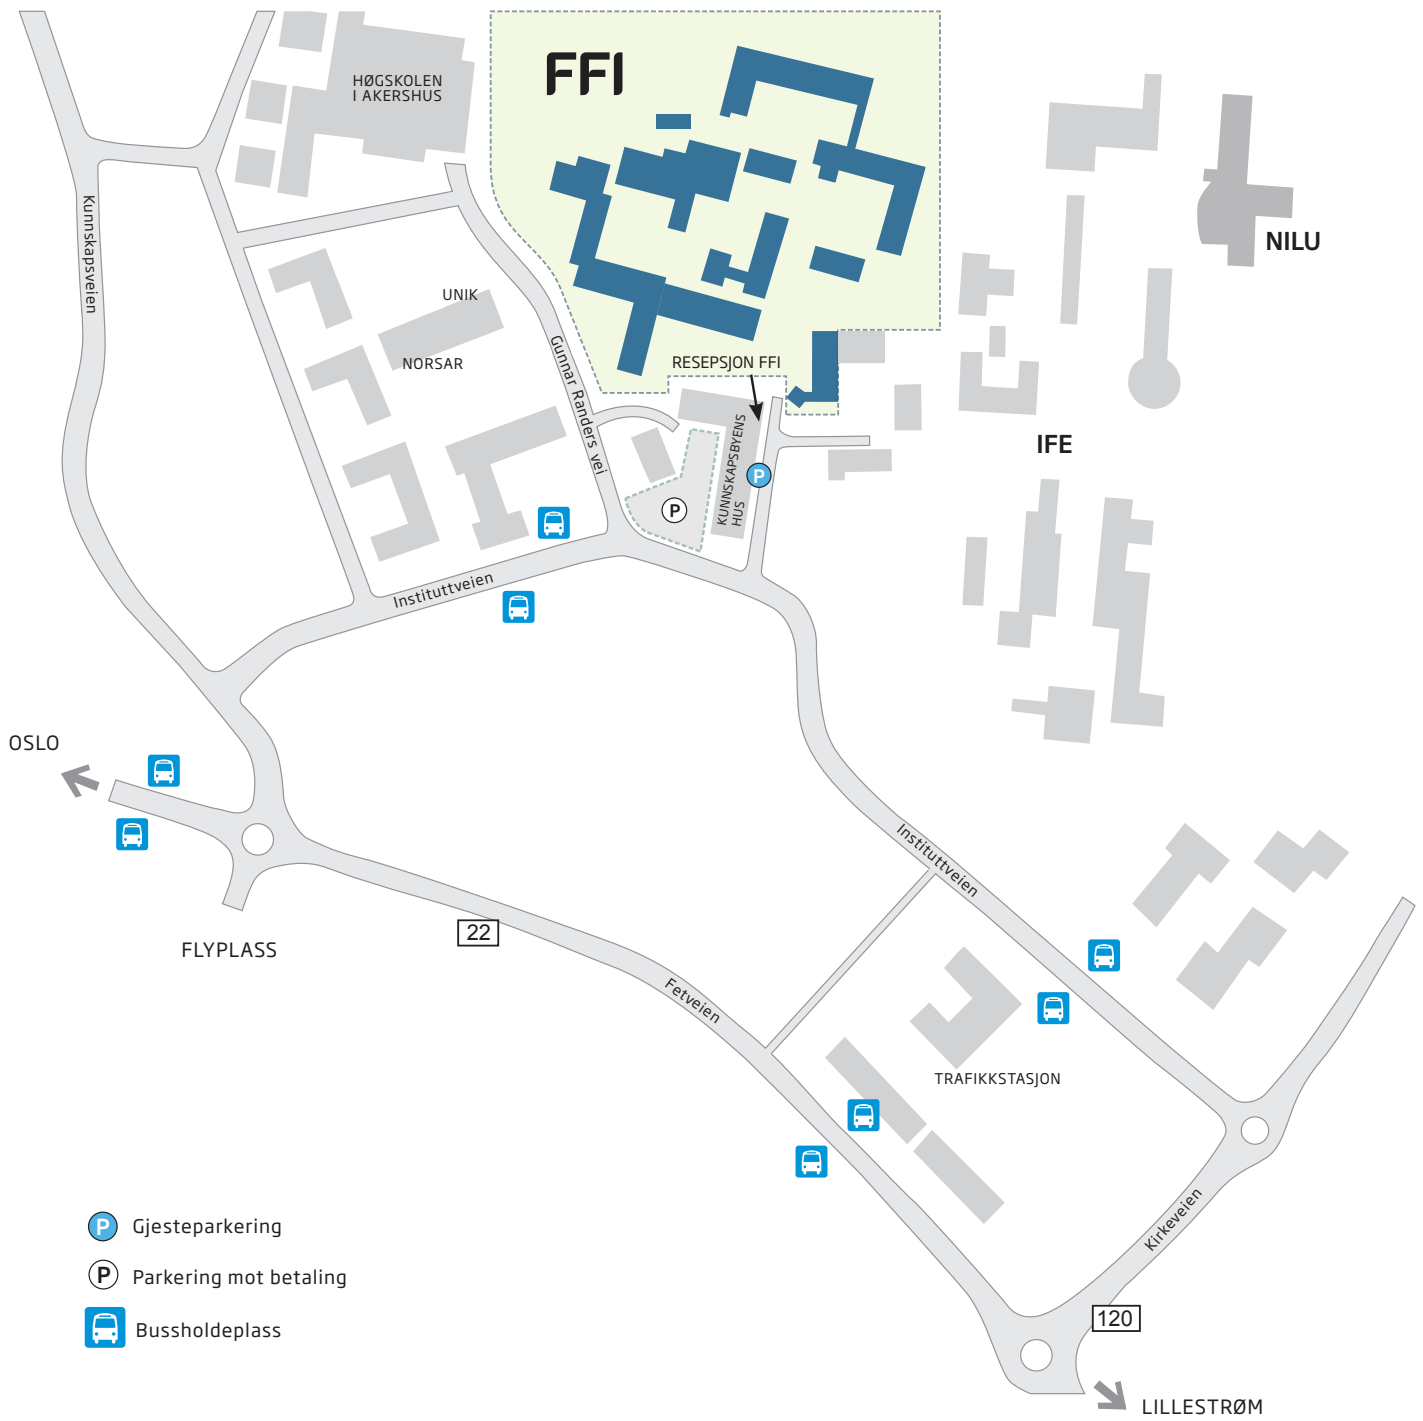 FFI
HØGSKOLEN
I AKERSHUS
Kunnskapsveien
NILU
UNIK
NORSAR
Gunnar Randers vei
RESEPSJON FFI
KUNNSKAPSBYENS
HUS
IFE
P
P
Instituttveien
OSLO
Instituttveien
22
FLYPLASS
Fetveien
TRAFIKKSTASJON
Kirkeveien
P Gjesteparkering
P Parkering mot betaling
Bussholdeplass
120
LILLESTRØM